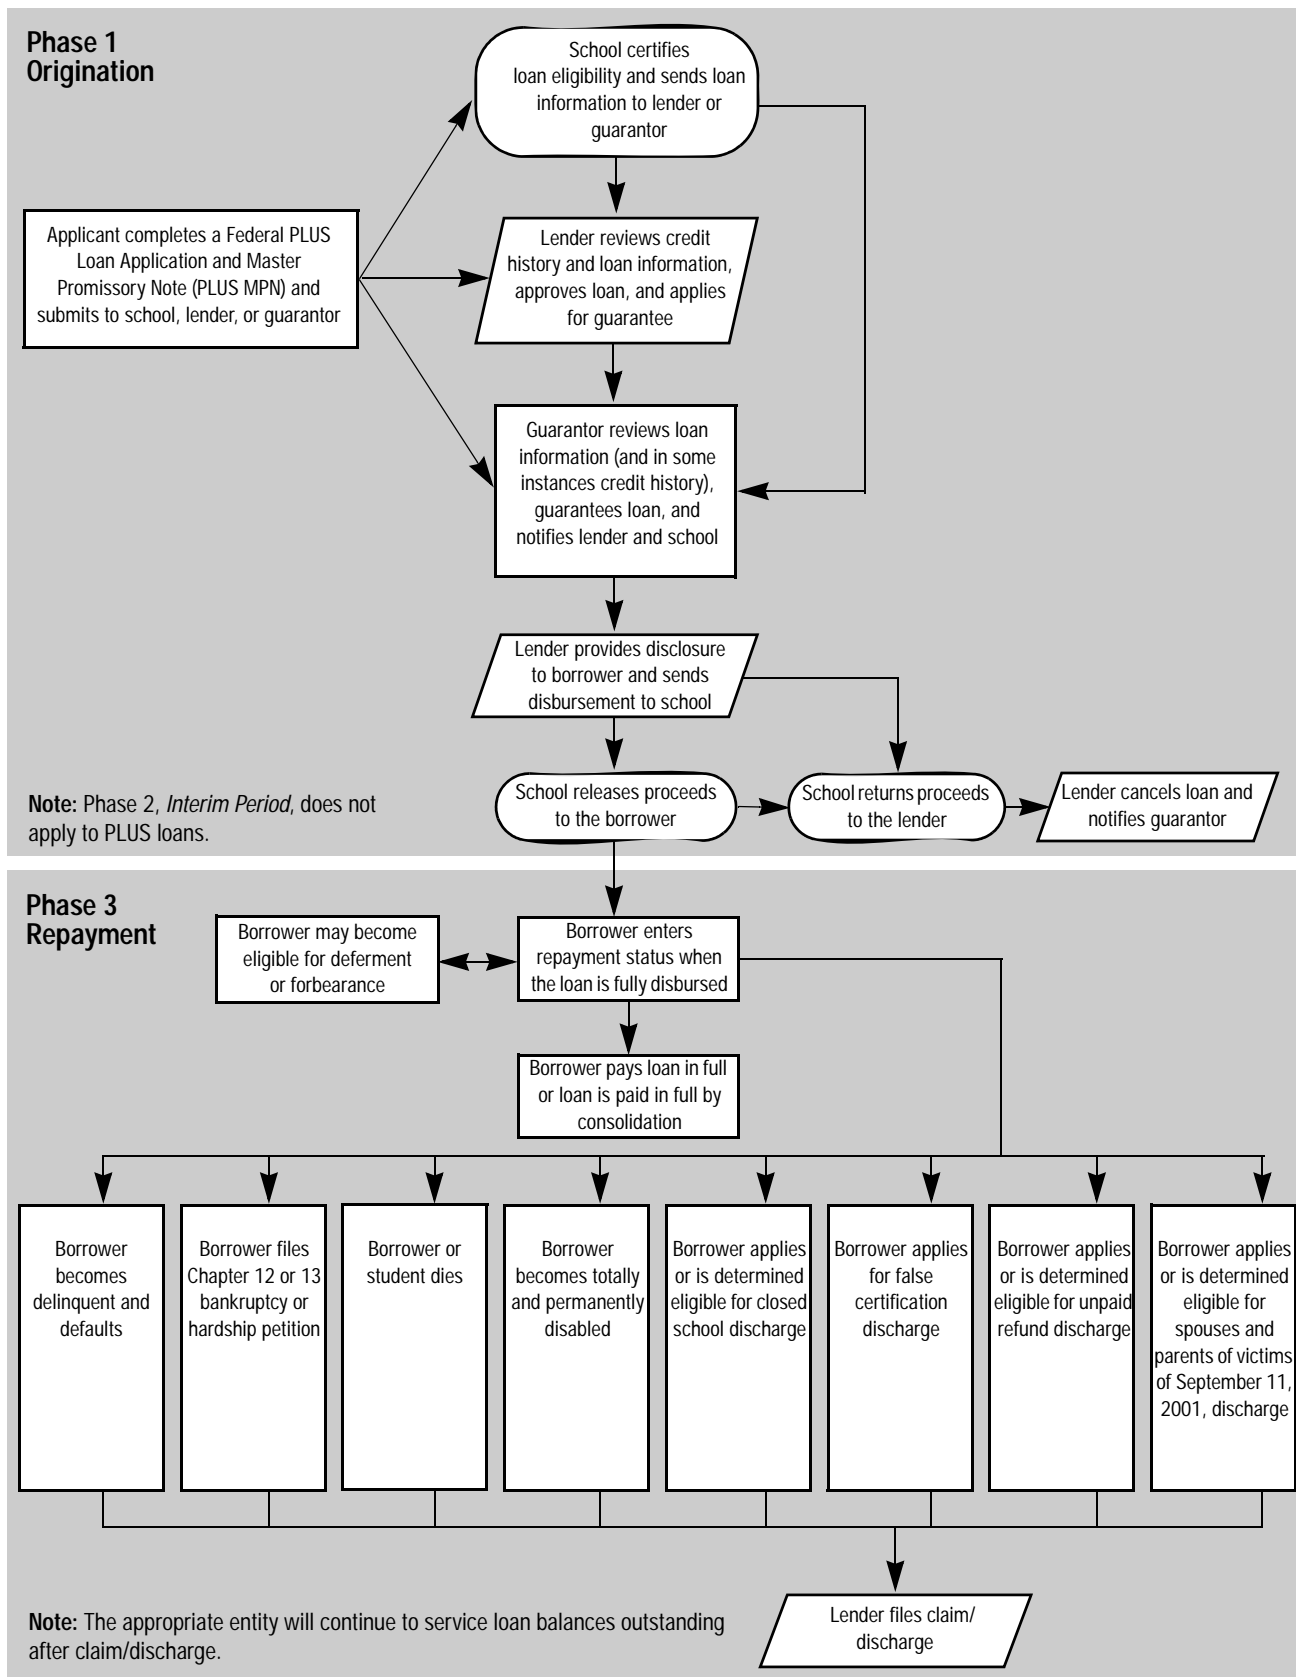 Phase 1
Origination
School certifies
loan eligibility and sends loan
information to lender or
guarantor
Applicant completes a Federal PLUS
Loan Application and Master
Promissory Note (PLUS MPN) and
submits to school, lender, or guarantor
Lender reviews credit
history and loan information,
approves loan, and applies
for guarantee
Guarantor reviews loan
information (and in some
instances credit history),
guarantees loan, and
notifies lender and school
Lender provides disclosure
to borrower and sends
disbursement to school
School releases proceeds
to the borrower
School returns proceeds
to the lender
Lender cancels loan and
notifies guarantor
Note: Phase 2, Interim Period, does not
apply to PLUS loans.
Phase 3
Repayment
Borrower may become
eligible for deferment
or forbearance
Borrower enters
repayment status when
the loan is fully disbursed
Borrower pays loan in full
or loan is paid in full by
consolidation
Borrower
becomes
delinquent and
defaults
Borrower files
Chapter 12 or 13
bankruptcy or
hardship petition
Borrower or
student dies
Borrower
becomes totally
and permanently
disabled
Borrower applies
or is determined
eligible for closed
school discharge
Borrower applies
for false
certification
discharge
Borrower applies
or is determined
eligible for unpaid
refund discharge
Borrower applies
or is determined
eligible for
spouses and
parents of victims
of September 11,
2001, discharge
Lender files claim/
discharge
Note: The appropriate entity will continue to service loan balances outstanding
after claim/discharge.